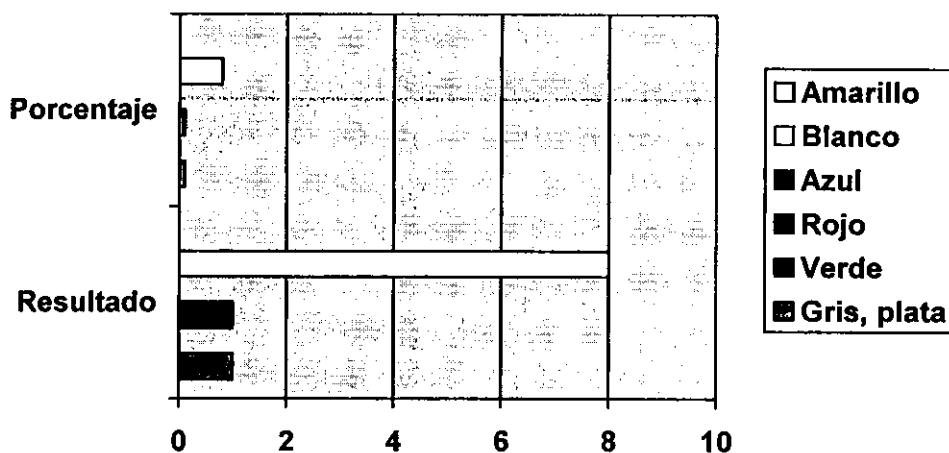 Porcentaje
Resultado
0 2 4 6 8 10
Amarillo
Blanco
Azul
Rojo
Verde
Gris, plata